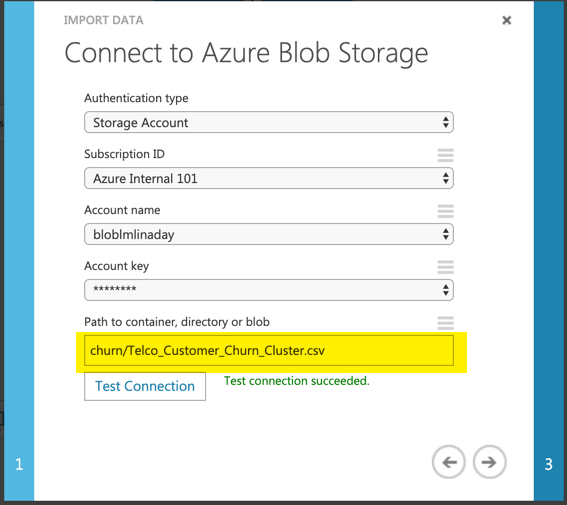 IMPORT DATA
Connect to Azure Blob Storage
Authentication type
Storage Account
Subscription ID
Azure Internal 101
Account name
bloblmlinaday
Account key
********
Path to container, directory or blob
churn/Telco_Customer_Churn_Cluster.csv
Test Connection
Test connection succeeded.
1
3